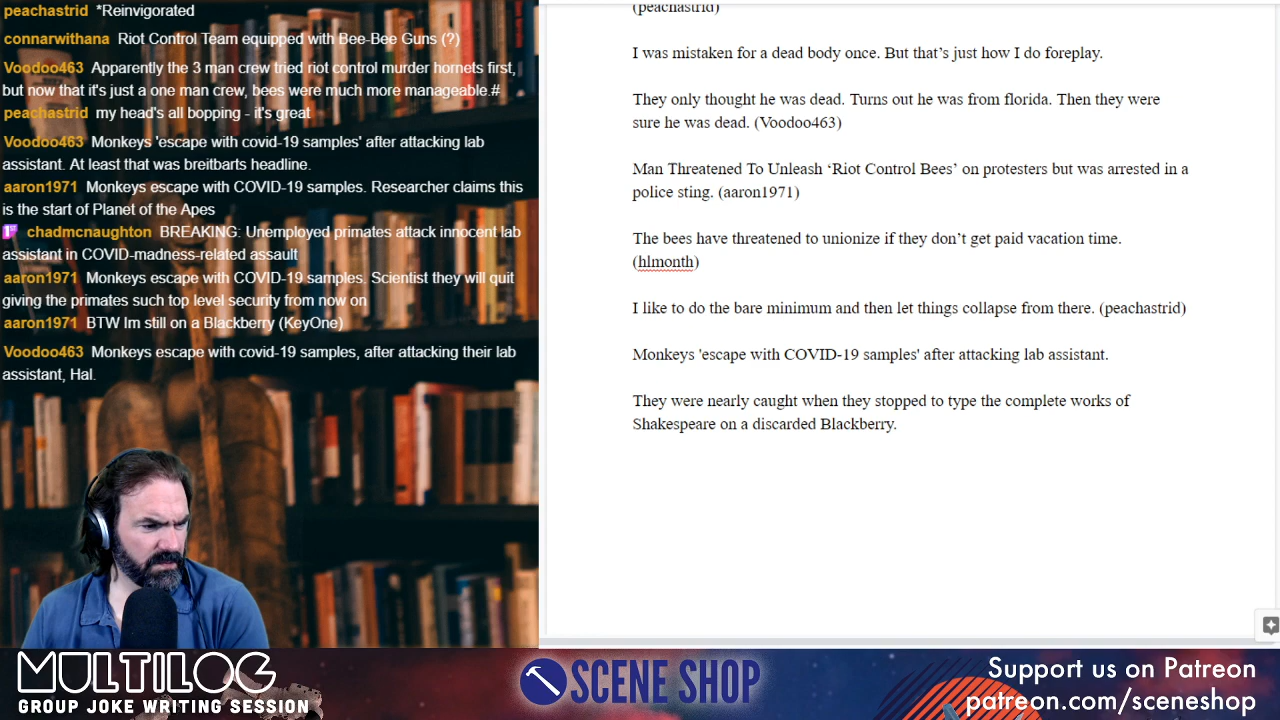 peachastrid *Reinvigorated
connarwithana Riot Control Team equipped with Bee-Bee Guns (?)
Voodoo463 Apparently the 3 man crew tried riot control murder hornets first,
but now that it's just a one man crew, bees were much more manageable.#
peachastrid my head's all bopping - it's great
Voodoo463 Monkeys 'escape with covid-19 samples' after attacking lab
assistant. At least that was breitbarts headline.
aaron1971 Monkeys escape with COVID-19 samples. Researcher claims this
is the start of Planet of the Apes
chadmcnaughton BREAKING: Unemployed primates attack innocent lab
assistant in COVID-madness-related assault
aaron1971 Monkeys escape with COVID-19 samples. Scientist they will quit
giving the primates such top level security from now on
aaron1971 BTW Im still on a Blackberry (KeyOne)
Voodoo463 Monkeys escape with covid-19 samples, after attacking their lab
assistant, Hal.
(peachastrid)
I was mistaken for a dead body once. But that’s just how I do foreplay.
They only thought he was dead. Turns out he was from florida. Then they were
sure he was dead. (Voodoo463)
Man Threatened To Unleash ‘Riot Control Bees’ on protesters but was arrested in a
police sting. (aaron1971)
The bees have threatened to unionize if they don’t get paid vacation time.
(hlmonth)
I like to do the bare minimum and then let things collapse from there. (peachastrid)
Monkeys 'escape with COVID-19 samples' after attacking lab assistant.
They were nearly caught when they stopped to type the complete works of
Shakespeare on a discarded Blackberry.
MULTILOG
GROUP JOKE WRITING SESSION
SCENE SHOP
Support us on Patreon
patreon.com/sceneshop